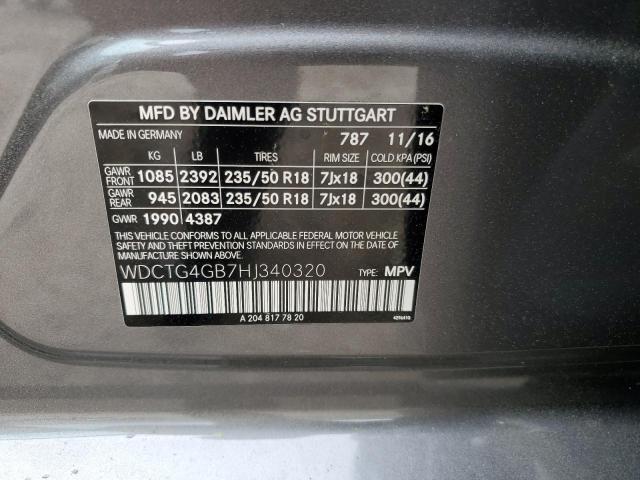 MFD BY DAIMLER AG STUTTGART
MADE IN GERMANY 787 11/16
KG LB TIRES RIM SIZE COLD KPA (PSI)
GAWR FRONT 1085 2392 235/50 R18 7Jx18 300(44)
GAWR REAR 945 2083 235/50 R18 7Jx18 300(44)
GVWR 1990 4387
THIS VEHICLE CONFORMS TO ALL APPLICABLE FEDERAL MOTOR VEHICLE
SAFETY, BUMPER, AND THEFT PREVENTION STANDARDS IN EFFECT ON THE
DATE OF MANUFACTURE SHOWN ABOVE.
WDCTG4GB7HJ340320 TYPE: MPV
A 204 817 78 20